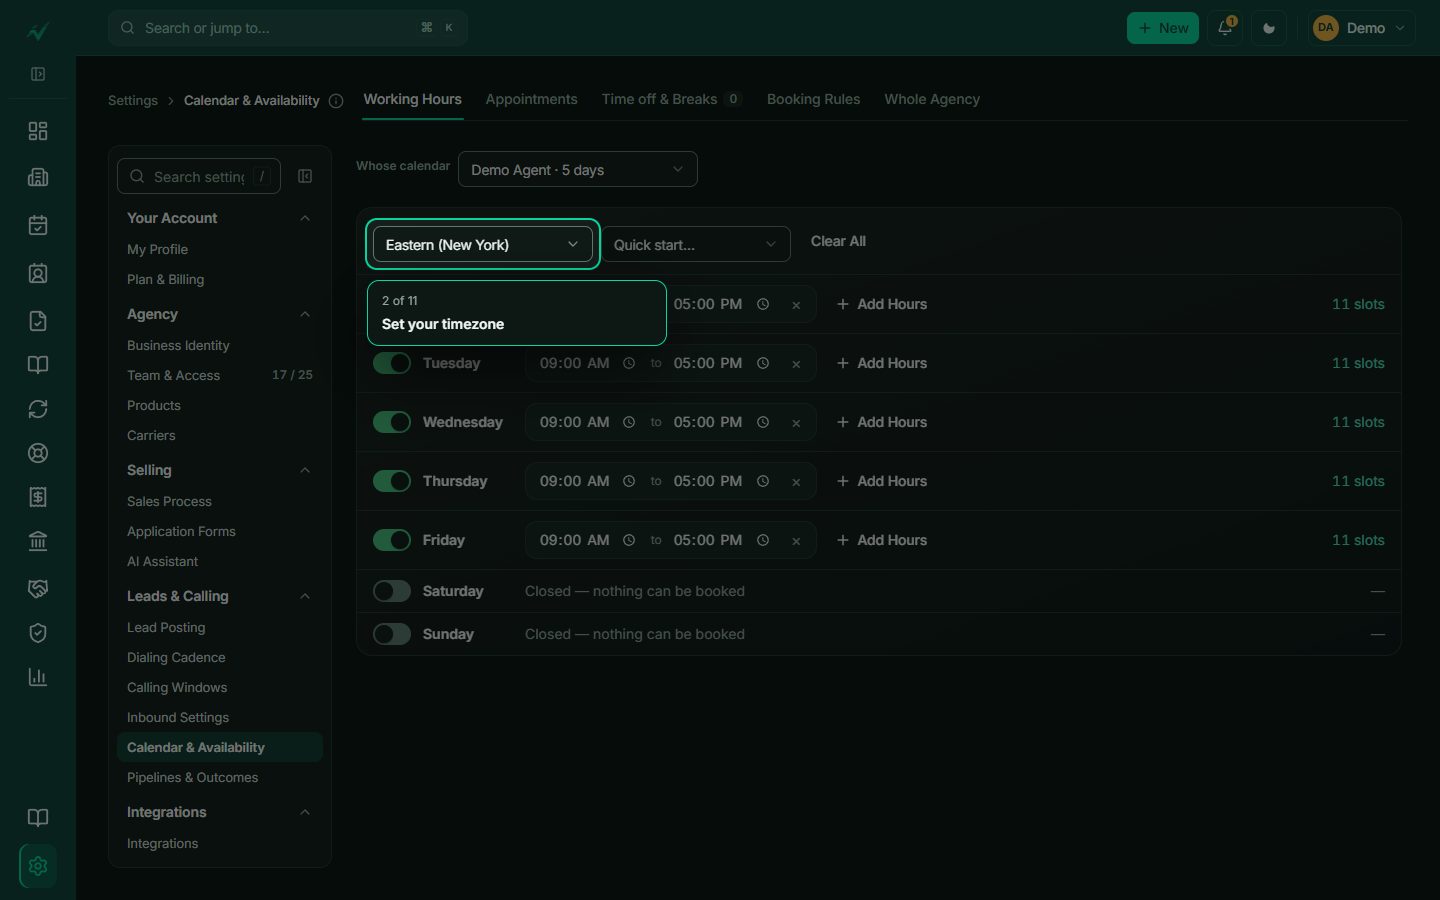 Search or jump to...
⌘ K
New
1
DA
Demo
Settings > Calendar & Availability
Working Hours
Appointments
Time off & Breaks 0
Booking Rules
Whole Agency
Search setting /
Your Account
My Profile
Plan & Billing
Agency
Business Identity
Team & Access 17 / 25
Products
Carriers
Selling
Sales Process
Application Forms
AI Assistant
Leads & Calling
Lead Posting
Dialing Cadence
Calling Windows
Inbound Settings
Calendar & Availability
Pipelines & Outcomes
Integrations
Integrations
Whose calendar
Demo Agent · 5 days
Eastern (New York)
Quick start...
Clear All
2 of 11
Set your timezone
05:00 PM × + Add Hours 11 slots
Tuesday 09:00 AM to 05:00 PM × + Add Hours 11 slots
Wednesday 09:00 AM to 05:00 PM × + Add Hours 11 slots
Thursday 09:00 AM to 05:00 PM × + Add Hours 11 slots
Friday 09:00 AM to 05:00 PM × + Add Hours 11 slots
Saturday Closed — nothing can be booked —
Sunday Closed — nothing can be booked —